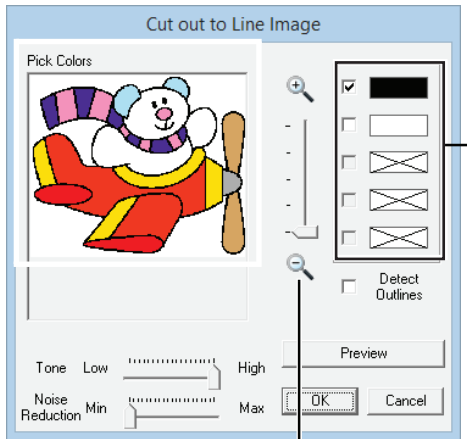 Cut out to Line Image
Pick Colors
Detect
Outlines
Preview
Tone Low High
Noise
Reduction Min Max
OK Cancel